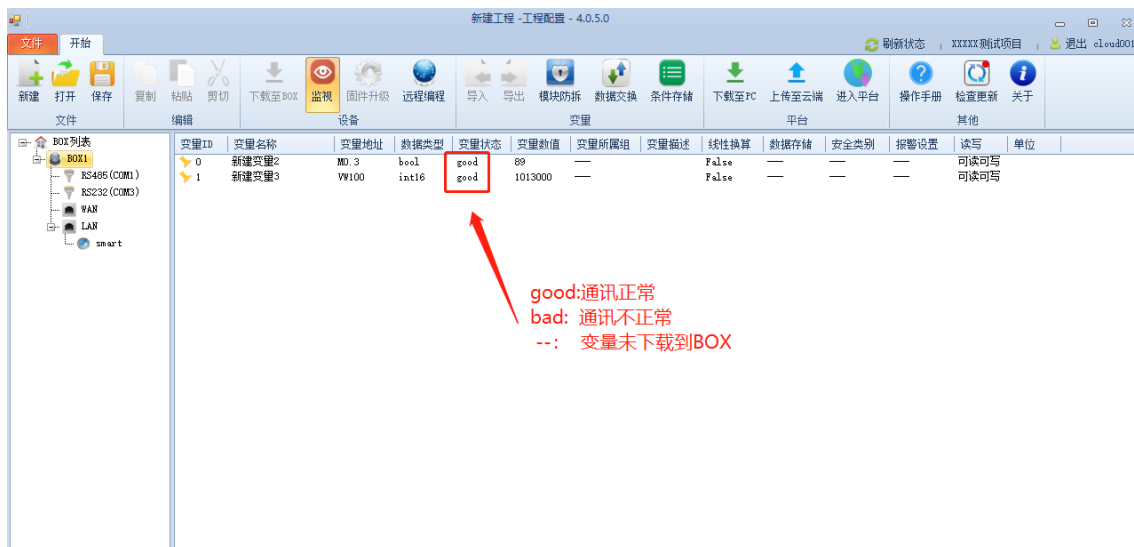 新建工程 -工程配置 - 4.0.5.0
文件 开始 刷新状态 XXXXX测试项目 退出 cloud001
新建 打开 保存 复制 粘贴 剪切 下载至BOX 监视 固件升级 远程编程 导入 导出 模块防拆 数据交换 条件存储 下载至PC 上传至云端 进入平台 操作手册 检查更新 关于
文件 编辑 设备 变量 平台 其他
BOX列表
BOX1
RS485(COM1)
RS232(COM3)
WAN
LAN
smart
变量ID 变量名称 变量地址 数据类型 变量状态 变量数值 变量所属组 变量描述 线性换算 数据存储 安全类别 报警设置 读写 单位
0 新建变量2 M0.3 bool good 89 —— False —— —— —— 可读可写
1 新建变量3 VW100 int16 good 1013000 —— False —— —— —— 可读可写
good:通讯正常
bad: 通讯不正常
--: 变量未下载到BOX